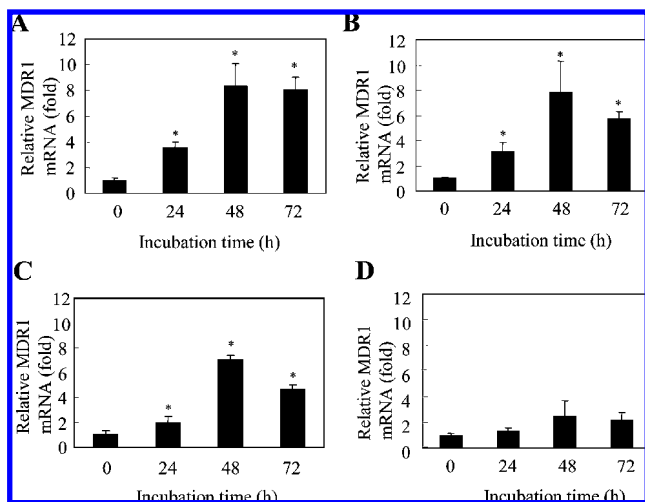 A
Relative MDR1
mRNA (fold)
12
10
8
6
4
2
0
*
*
*
0 24 48 72
Incubation time (h)
B
Relative MDR1
mRNA (fold)
12
10
8
6
4
2
0
*
*
*
0 24 48 72
Incubation time (h)
C
Relative MDR1
mRNA (fold)
12
10
8
6
4
2
0
*
*
*
0 24 48 72
Incubation time (h)
D
Relative MDR1
mRNA (fold)
12
10
8
6
4
2
0
0 24 48 72
Incubation time (h)